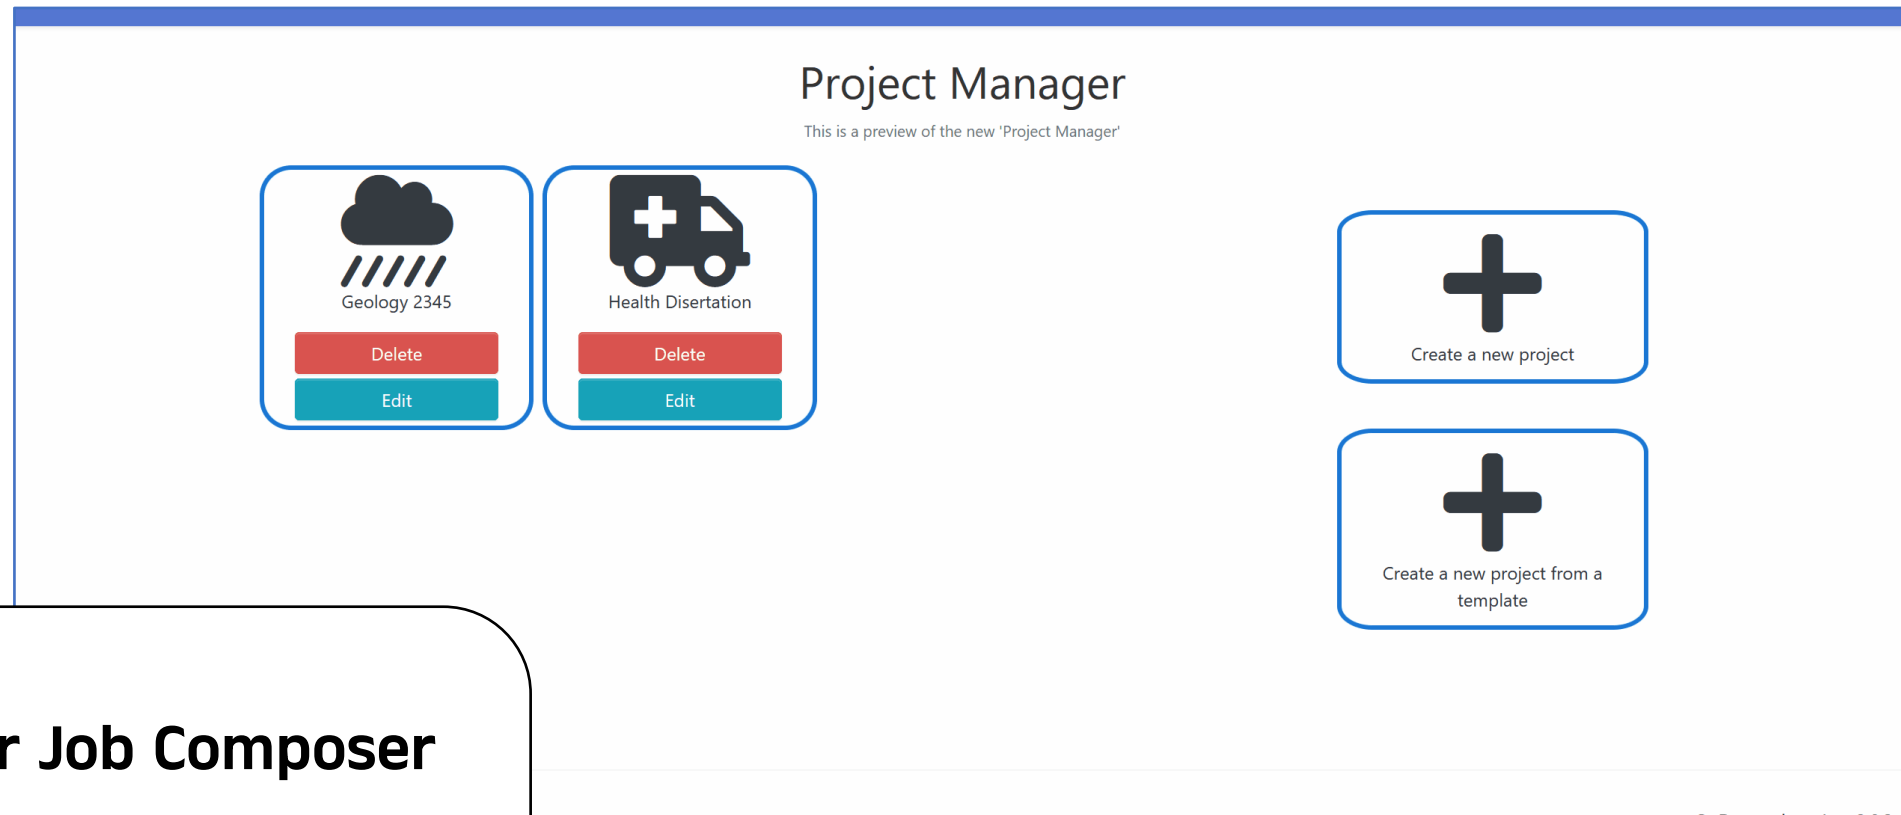 Project Manager
This is a preview of the new 'Project Manager'
Geology 2345
Delete
Edit
Health Disertation
Delete
Edit
Create a new project
Create a new project from a
template
r Job Composer